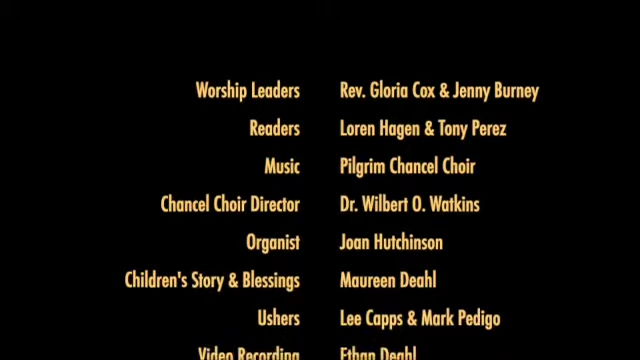 Worship Leaders Rev. Gloria Cox & Jenny Burney
Readers Loren Hagen & Tony Perez
Music Pilgrim Chancel Choir
Chancel Choir Director Dr. Wilbert O. Watkins
Organist Joan Hutchinson
Children's Story & Blessings Maureen Deahl
Ushers Lee Capps & Mark Pedigo
Video Recording Ethan Deahl